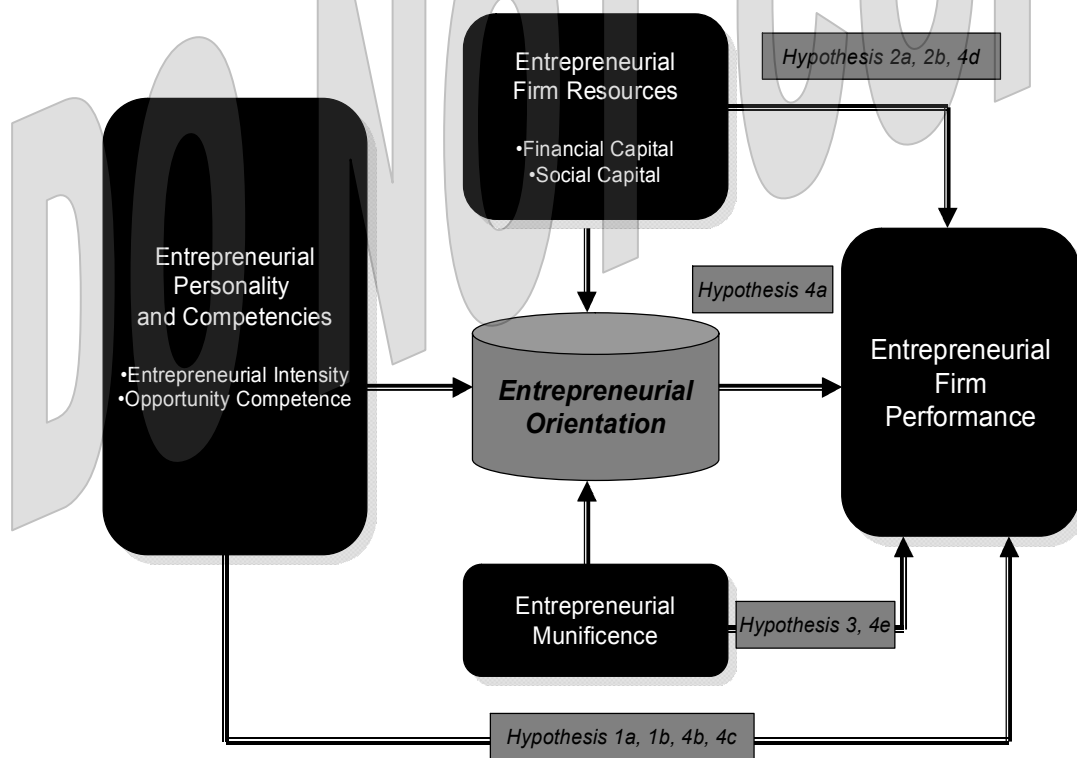 DO NOT COPY
Entrepreneurial
Firm Resources
•Financial Capital
•Social Capital
Hypothesis 2a, 2b, 4d
Entrepreneurial
Personality
and Competencies
•Entrepreneurial Intensity
•Opportunity Competence
Hypothesis 4a
Entrepreneurial
Orientation
Entrepreneurial
Firm
Performance
Entrepreneurial
Munificence
Hypothesis 3, 4e
Hypothesis 1a, 1b, 4b, 4c